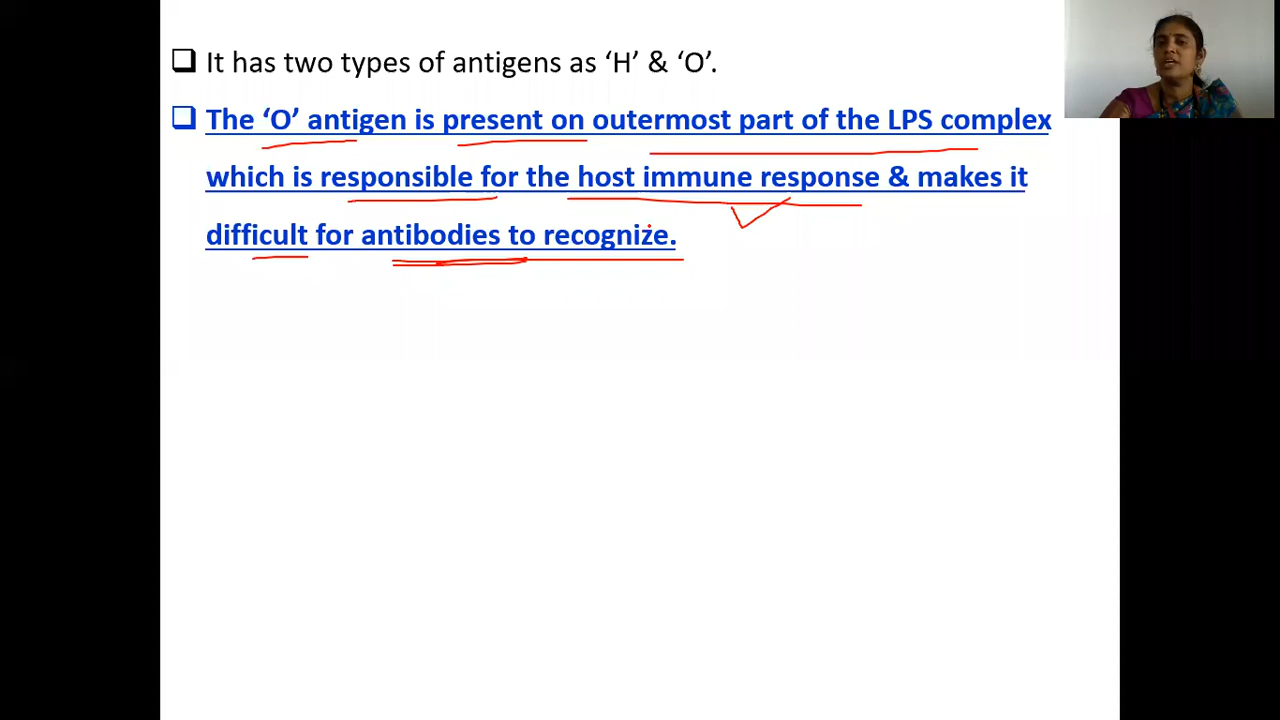 It has two types of antigens as ‘H’ & ‘O’.
The ‘O’ antigen is present on outermost part of the LPS complex
which is responsible for the host immune response & makes it
difficult for antibodies to recognize.